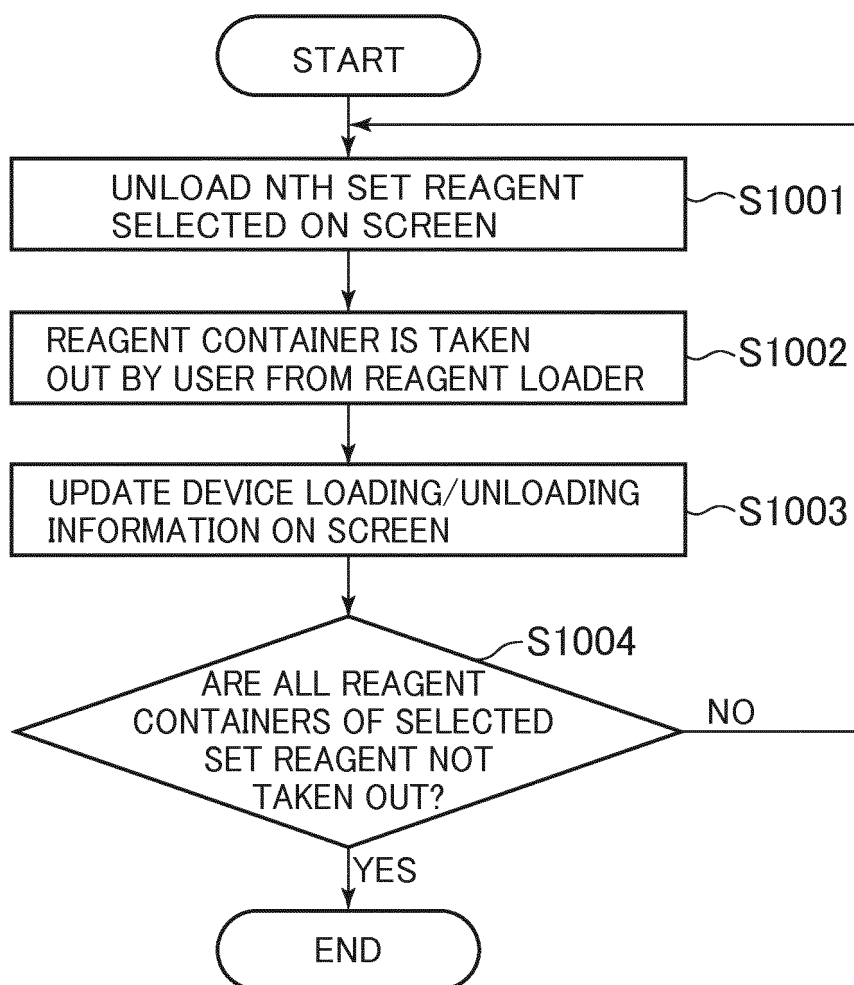 START
UNLOAD NTH SET REAGENT
SELECTED ON SCREEN
S1001
REAGENT CONTAINER IS TAKEN
OUT BY USER FROM REAGENT LOADER
S1002
UPDATE DEVICE LOADING/UNLOADING
INFORMATION ON SCREEN
S1003
S1004
ARE ALL REAGENT
CONTAINERS OF SELECTED
SET REAGENT NOT
TAKEN OUT?
NO
YES
END